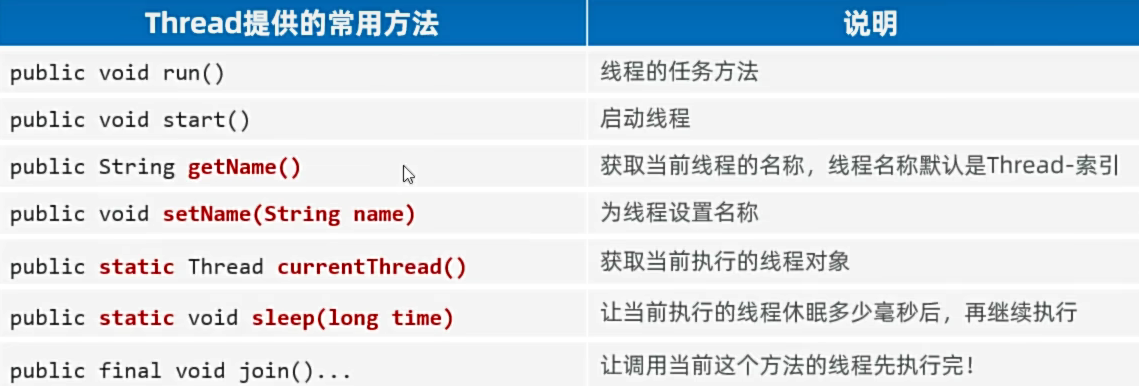 Thread提供的常用方法 说明
public void run() 线程的任务方法
public void start() 启动线程
public String getName() 获取当前线程的名称，线程名称默认是Thread-索引
public void setName(String name) 为线程设置名称
public static Thread currentThread() 获取当前执行的线程对象
public static void sleep(long time) 让当前执行的线程休眠多少毫秒后，再继续执行
public final void join()... 让调用当前这个方法的线程先执行完！